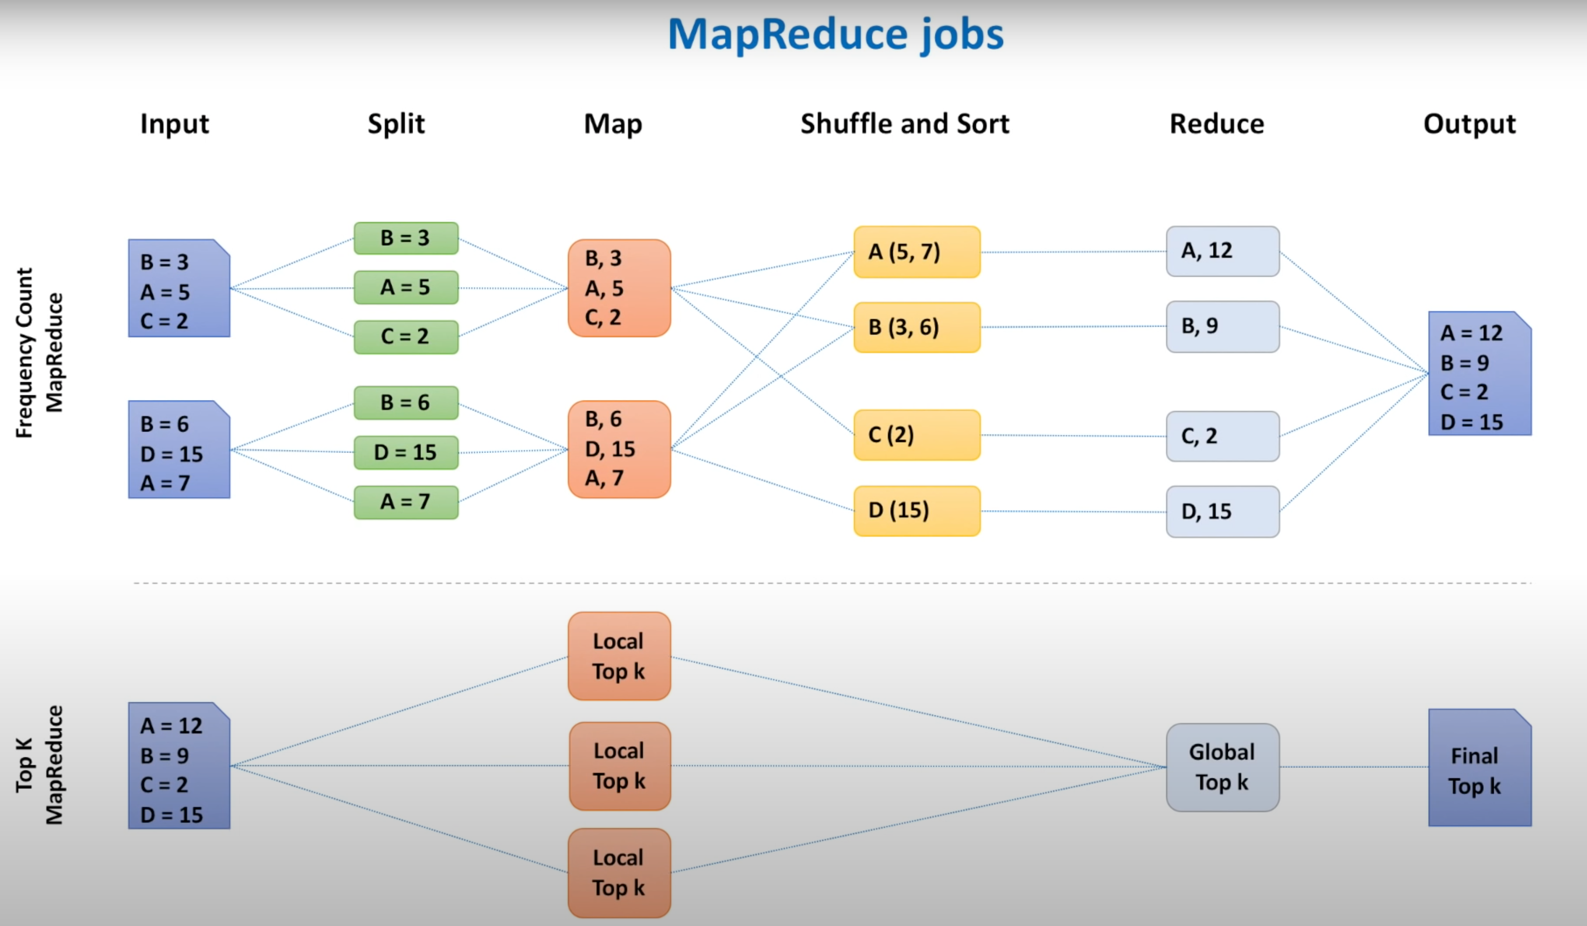 MapReduce jobs
Input
Split
Map
Shuffle and Sort
Reduce
Output
Frequency Count
MapReduce
B = 3
A = 5
C = 2
B = 6
D = 15
A = 7
B = 3
A = 5
C = 2
B = 6
D = 15
A = 7
B, 3
A, 5
C, 2
B, 6
D, 15
A, 7
A (5, 7)
B (3, 6)
C (2)
D (15)
A, 12
B, 9
C, 2
D, 15
A = 12
B = 9
C = 2
D = 15
Top K
MapReduce
A = 12
B = 9
C = 2
D = 15
Local
Top k
Local
Top k
Local
Top k
Global
Top k
Final
Top k